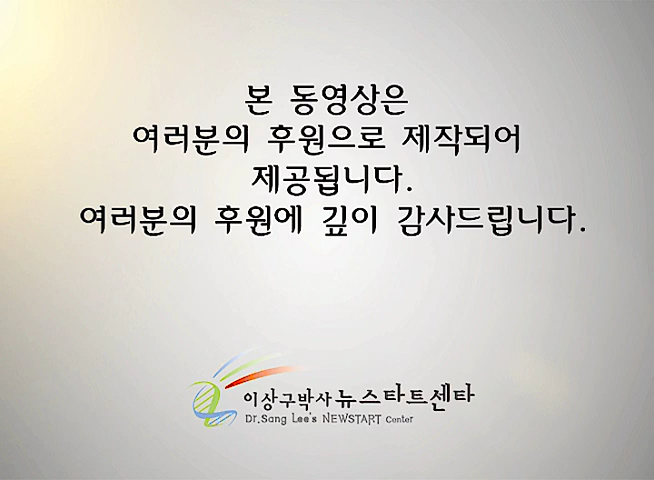 본 동영상은
여러분의 후원으로 제작되어
제공됩니다.
여러분의 후원에 깊이 감사드립니다.
이상구박사 뉴스타트센타
Dr.Sang Lee's NEWSTART Center